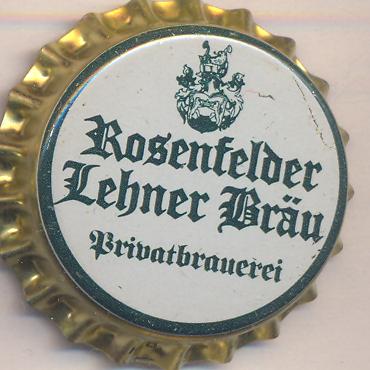 Rosenfelder
Lehner Bräu
Privatbrauerei